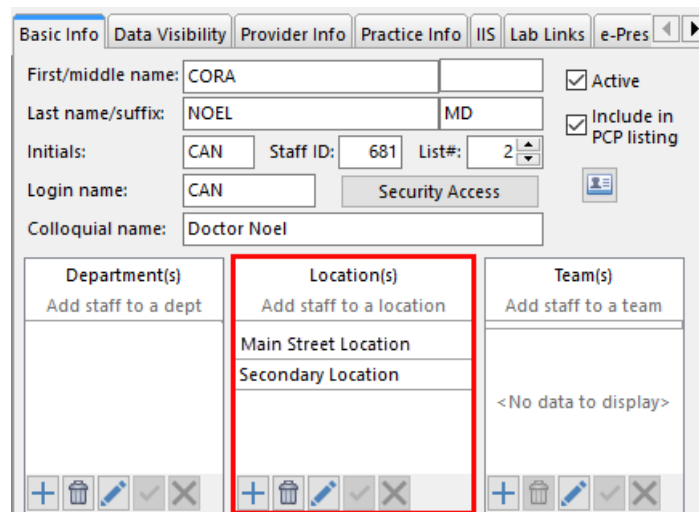 Basic Info Data Visibility Provider Info Practice Info IIS Lab Links e-Pres
First/middle name: CORA
Active
Last name/suffix: NOEL MD
Include in
PCP listing
Initials: CAN Staff ID: 681 List#: 2
Login name: CAN Security Access
Colloquial name: Doctor Noel
Department(s) Location(s) Team(s)
Add staff to a dept Add staff to a location Add staff to a team
Main Street Location
Secondary Location
<No data to display>